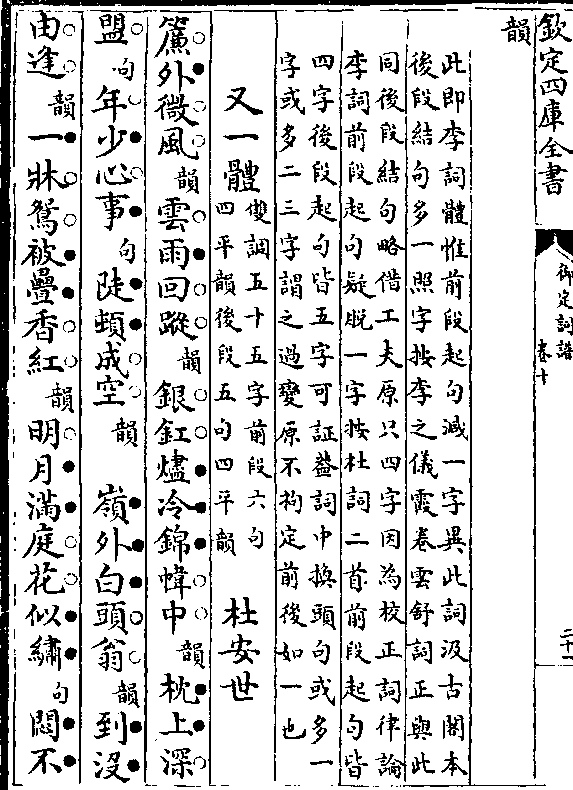 欽定四庫全書
御定詞譜
卷十
二十一
韻
此即李詞體惟前段起句減一字異此詞汲古閣本
後段結句多一照字按李之儀霞卷雲舒詞正與此
同後段結句略借工夫原只四字因為校正詞律論
李詞前段起句疑脱一字按杜詞二首前段起句皆
四字後段起句皆五字可証葢詞中換頭句或多一
字或多二三字謂之過變原不拘定前後如一也
又一體 雙調五十五字前段六句
四平韻後段五句四平韻 杜安世
簾外微風韻雲雨回蹤韻銀釭燼冷錦幃中韻枕上深
盟句年少心事句陡頓成空韻 嶺外白頭翁韻到没
由逢韻一牀鴛被疊香紅韻明月滿庭花似繡句悶不